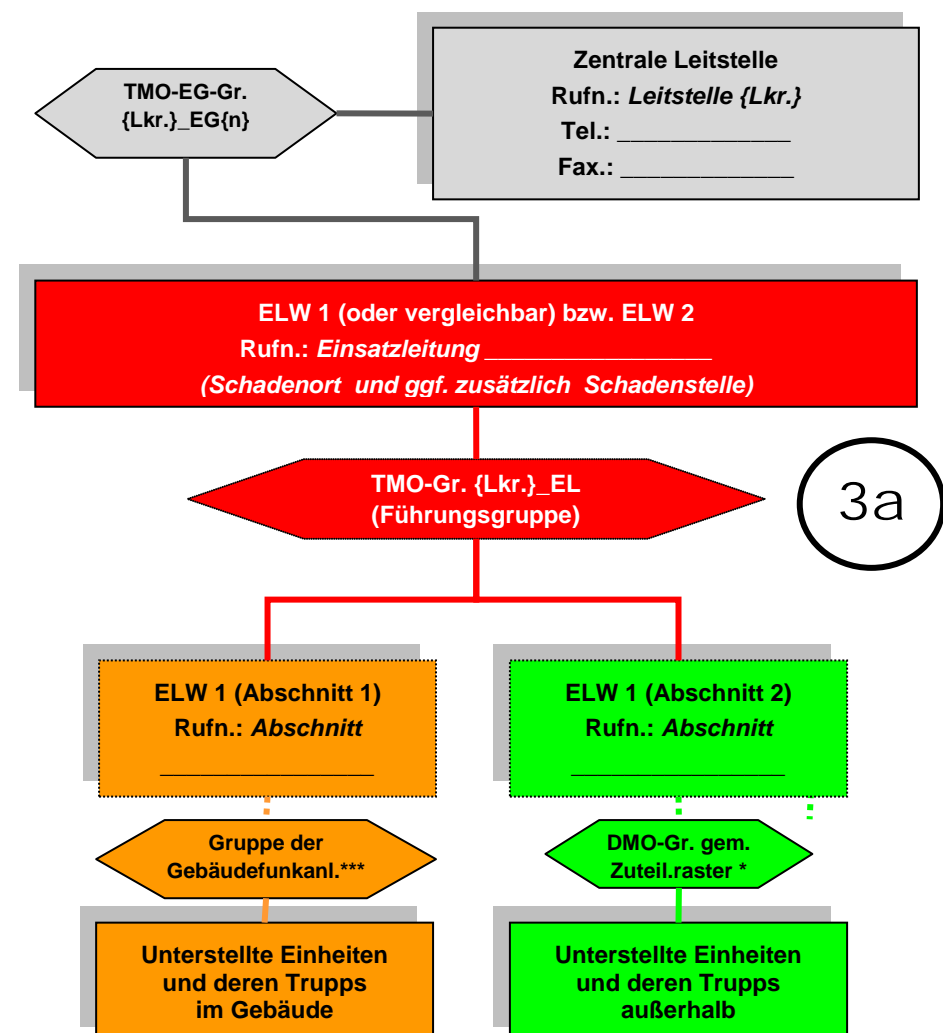 TMO-EG-Gr.
{Lkr.}_EG{n}
Zentrale Leitstelle
Rufn.: Leitstelle {Lkr.}
Tel.: _____________
Fax.: _____________
ELW 1 (oder vergleichbar) bzw. ELW 2
Rufn.: Einsatzleitung _________________
(Schadenort und ggf. zusätzlich Schadenstelle)
TMO-Gr. {Lkr.}_EL
(Führungsgruppe)
3a
ELW 1 (Abschnitt 1)
Rufn.: Abschnitt
________________
ELW 1 (Abschnitt 2)
Rufn.: Abschnitt
________________
Gruppe der
Gebäudefunkanl.***
DMO-Gr. gem.
Zuteil.raster *
Unterstellte Einheiten
und deren Trupps
im Gebäude
Unterstellte Einheiten
und deren Trupps
außerhalb